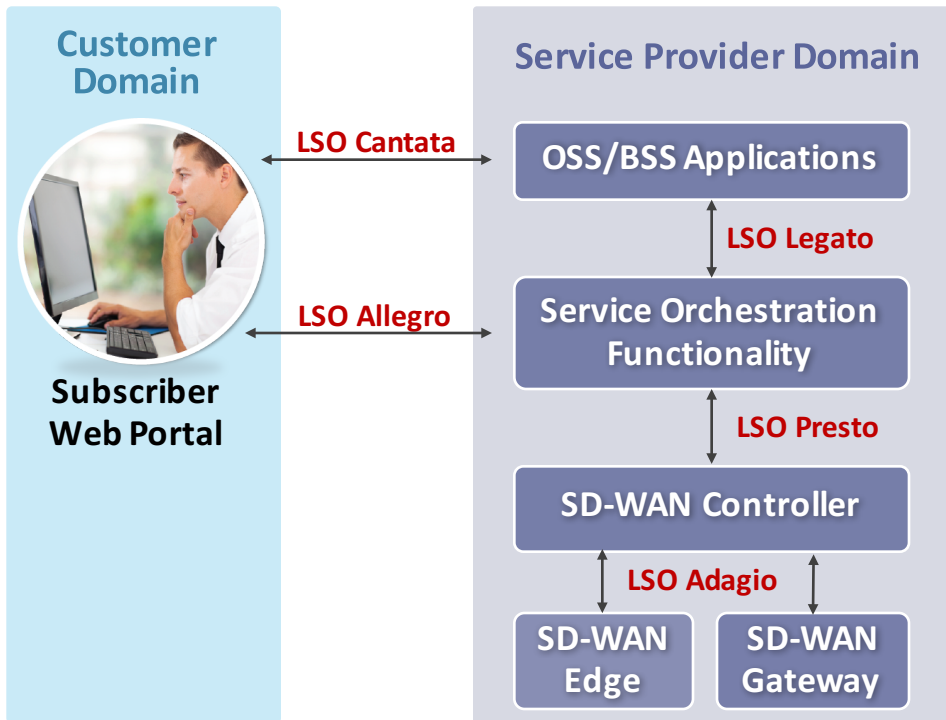 Customer
Domain
Service Provider Domain
LSO Cantata
OSS/BSS Applications
LSO Legato
LSO Allegro
Service Orchestration
Functionality
Subscriber
Web Portal
LSO Presto
SD-WAN Controller
LSO Adagio
SD-WAN
Edge
SD-WAN
Gateway